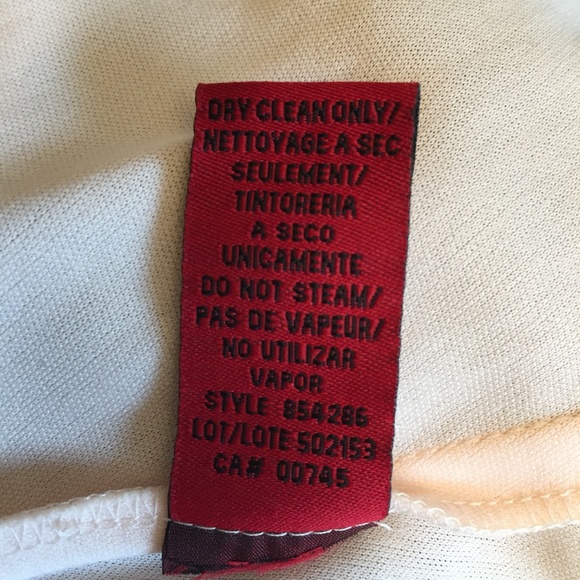 DRY CLEAN ONLY/
NETTOYAGE A SEC
SEULEMENT/
TINTORERIA
A SECO
UNICAMENTE
DO NOT STEAM/
PAS DE VAPEUR/
NO UTILIZAR
VAPOR
STYLE 854286
LOT/LOTE 502153
CA# 00745